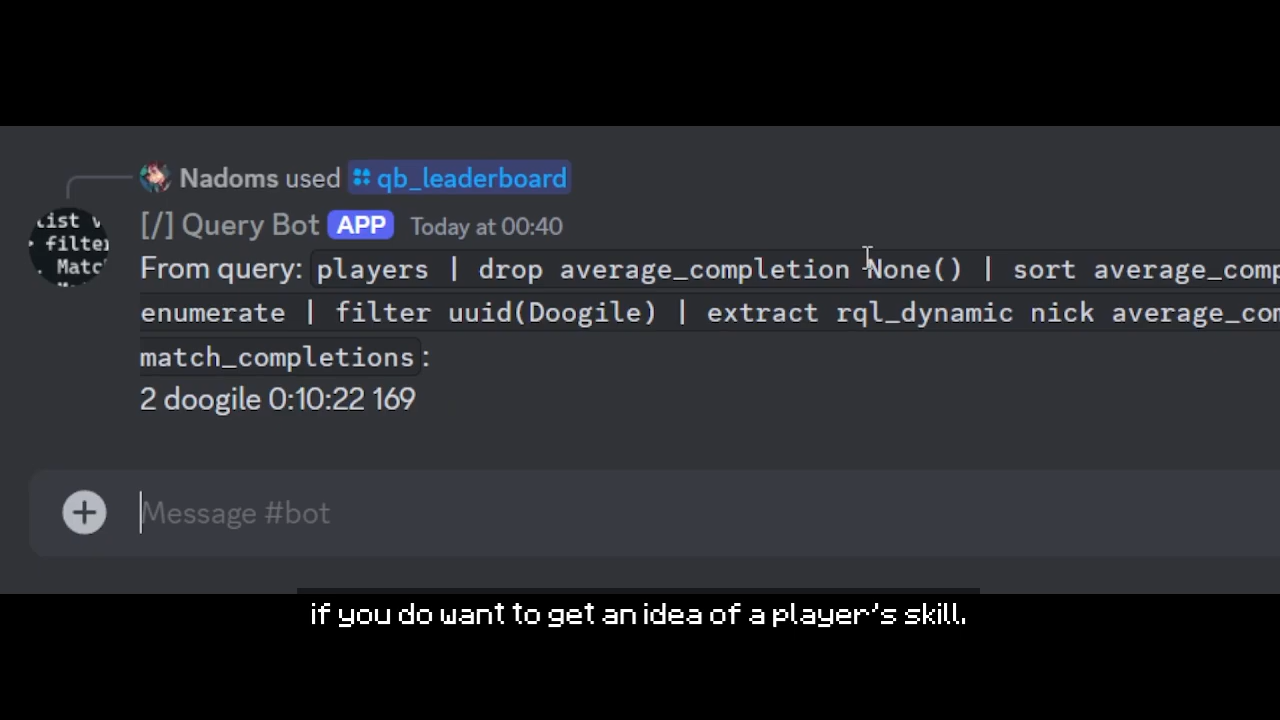 Nadoms used qb_leaderboard
[/] Query Bot APP Today at 00:40
From query: players | drop average_completion None() | sort
enumerate | filter uuid(Doogile) | extract rql_dynamic nick
match_completions:
2 doogile 0:10:22 169
Message #bot
if you do want to get an idea of a player's skill.